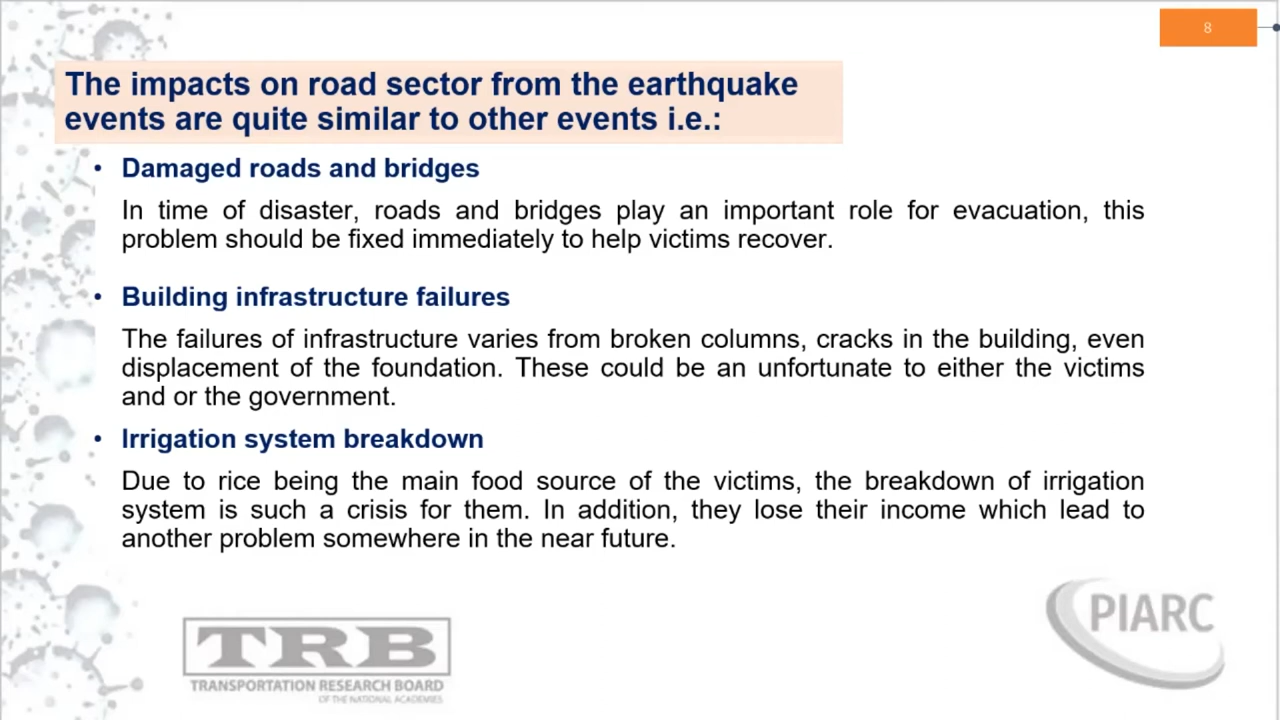 8
The impacts on road sector from the earthquake
events are quite similar to other events i.e.:
• Damaged roads and bridges
In time of disaster, roads and bridges play an important role for evacuation, this
problem should be fixed immediately to help victims recover.
• Building infrastructure failures
The failures of infrastructure varies from broken columns, cracks in the building, even
displacement of the foundation. These could be an unfortunate to either the victims
and or the government.
• Irrigation system breakdown
Due to rice being the main food source of the victims, the breakdown of irrigation
system is such a crisis for them. In addition, they lose their income which lead to
another problem somewhere in the near future.
TRB
TRANSPORTATION RESEARCH BOARD
OF THE NATIONAL ACADEMIES
PIARC